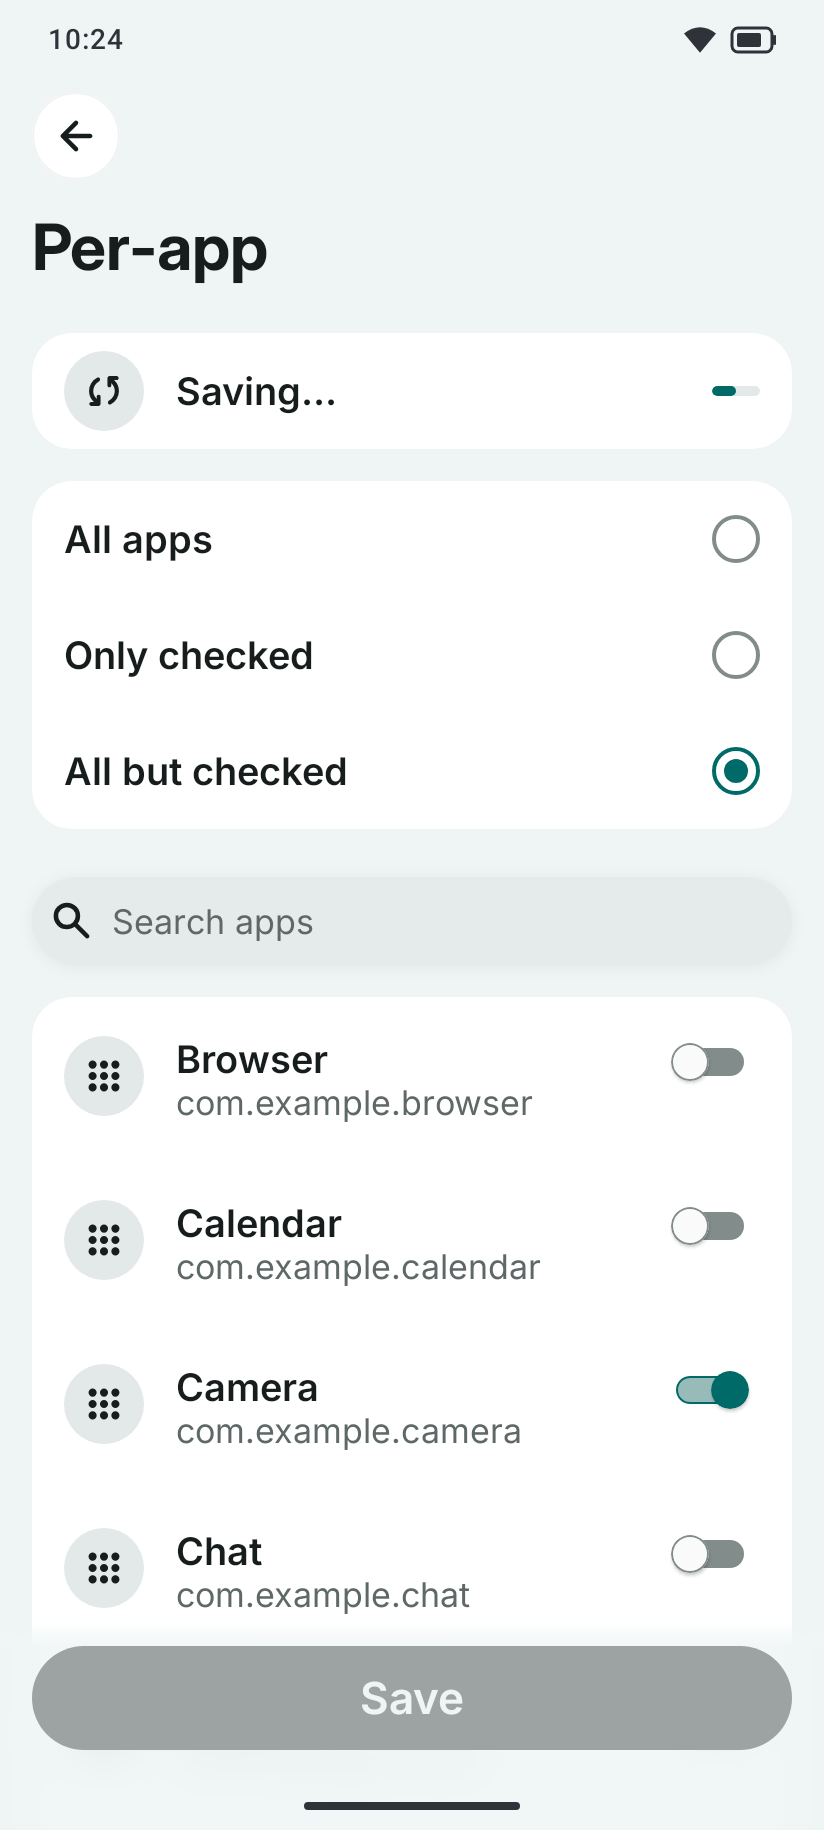 10:24
Per-app
Saving...
All apps
Only checked
All but checked
Search apps
Browser
com.example.browser
Calendar
com.example.calendar
Camera
com.example.camera
Chat
com.example.chat
Save